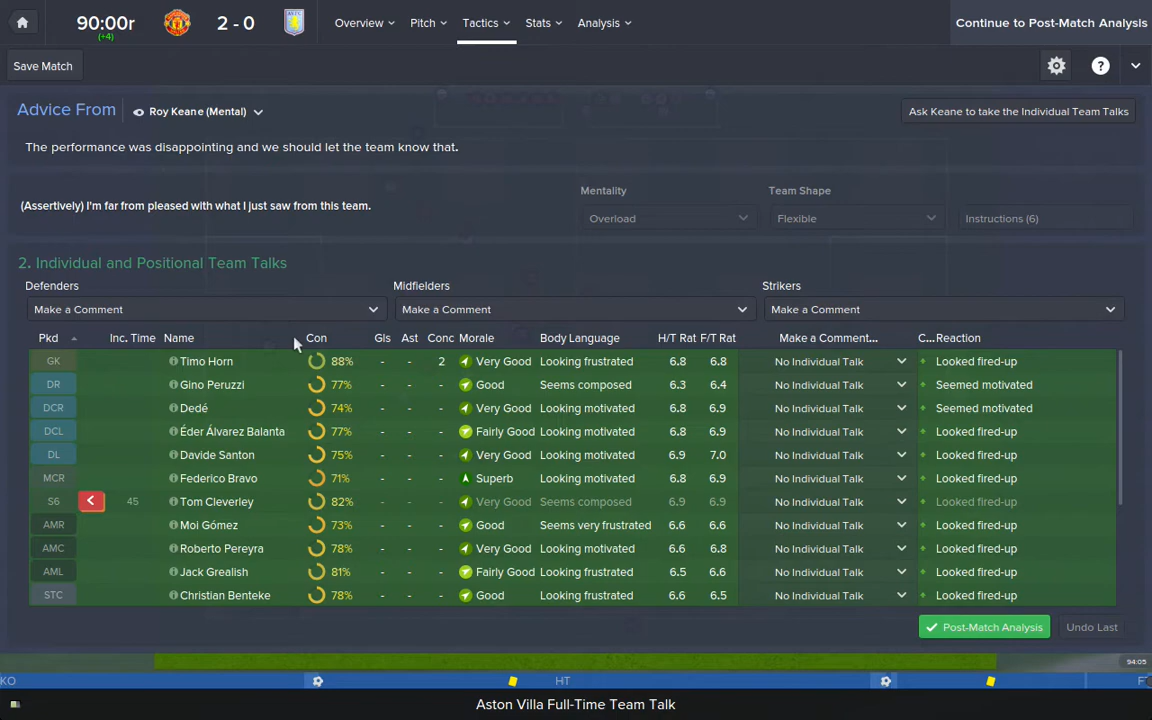 90:00r 2 - 0 Overview Pitch Tactics Stats Analysis Continue to Post-Match Analysis
(+4)
Save Match ?
Advice From Roy Keane (Mental) Ask Keane to take the Individual Team Talks
The performance was disappointing and we should let the team know that.
Mentality Team Shape
(Assertively) I'm far from pleased with what I just saw from this team.
Overload Flexible Instructions (6)
2. Individual and Positional Team Talks
Defenders Midfielders Strikers
Make a Comment Make a Comment Make a Comment
Pkd Inc. Time Name Con Gls Ast Conc Morale Body Language H/T Rat F/T Rat Make a Comment... C... Reaction
GK Timo Horn 88% - - 2 Very Good Looking frustrated 6.8 6.8 No Individual Talk Looked fired-up
DR Gino Peruzzi 77% - - - Good Seems composed 6.3 6.4 No Individual Talk Seemed motivated
DCR Dedé 74% - - - Very Good Looking motivated 6.8 6.9 No Individual Talk Seemed motivated
DCL Éder Álvarez Balanta 77% - - - Fairly Good Looking motivated 6.8 6.9 No Individual Talk Looked fired-up
DL Davide Santon 75% - - - Very Good Looking motivated 6.9 7.0 No Individual Talk Looked fired-up
MCR Federico Bravo 71% - - - Superb Looking motivated 6.8 6.9 No Individual Talk Looked fired-up
S6 45 Tom Cleverley 82% - - - Very Good Seems composed 6.9 6.9 No Individual Talk Looked fired-up
AMR Moi Gómez 73% - - - Good Seems very frustrated 6.6 6.6 No Individual Talk Looked fired-up
AMC Roberto Pereyra 78% - - - Very Good Looking motivated 6.6 6.8 No Individual Talk Looked fired-up
AML Jack Grealish 81% - - - Fairly Good Looking frustrated 6.5 6.6 No Individual Talk Looked fired-up
STC Christian Benteke 78% - - - Good Looking frustrated 6.6 6.5 No Individual Talk Looked fired-up
Post-Match Analysis Undo Last
94:05
KO HT
Aston Villa Full-Time Team Talk